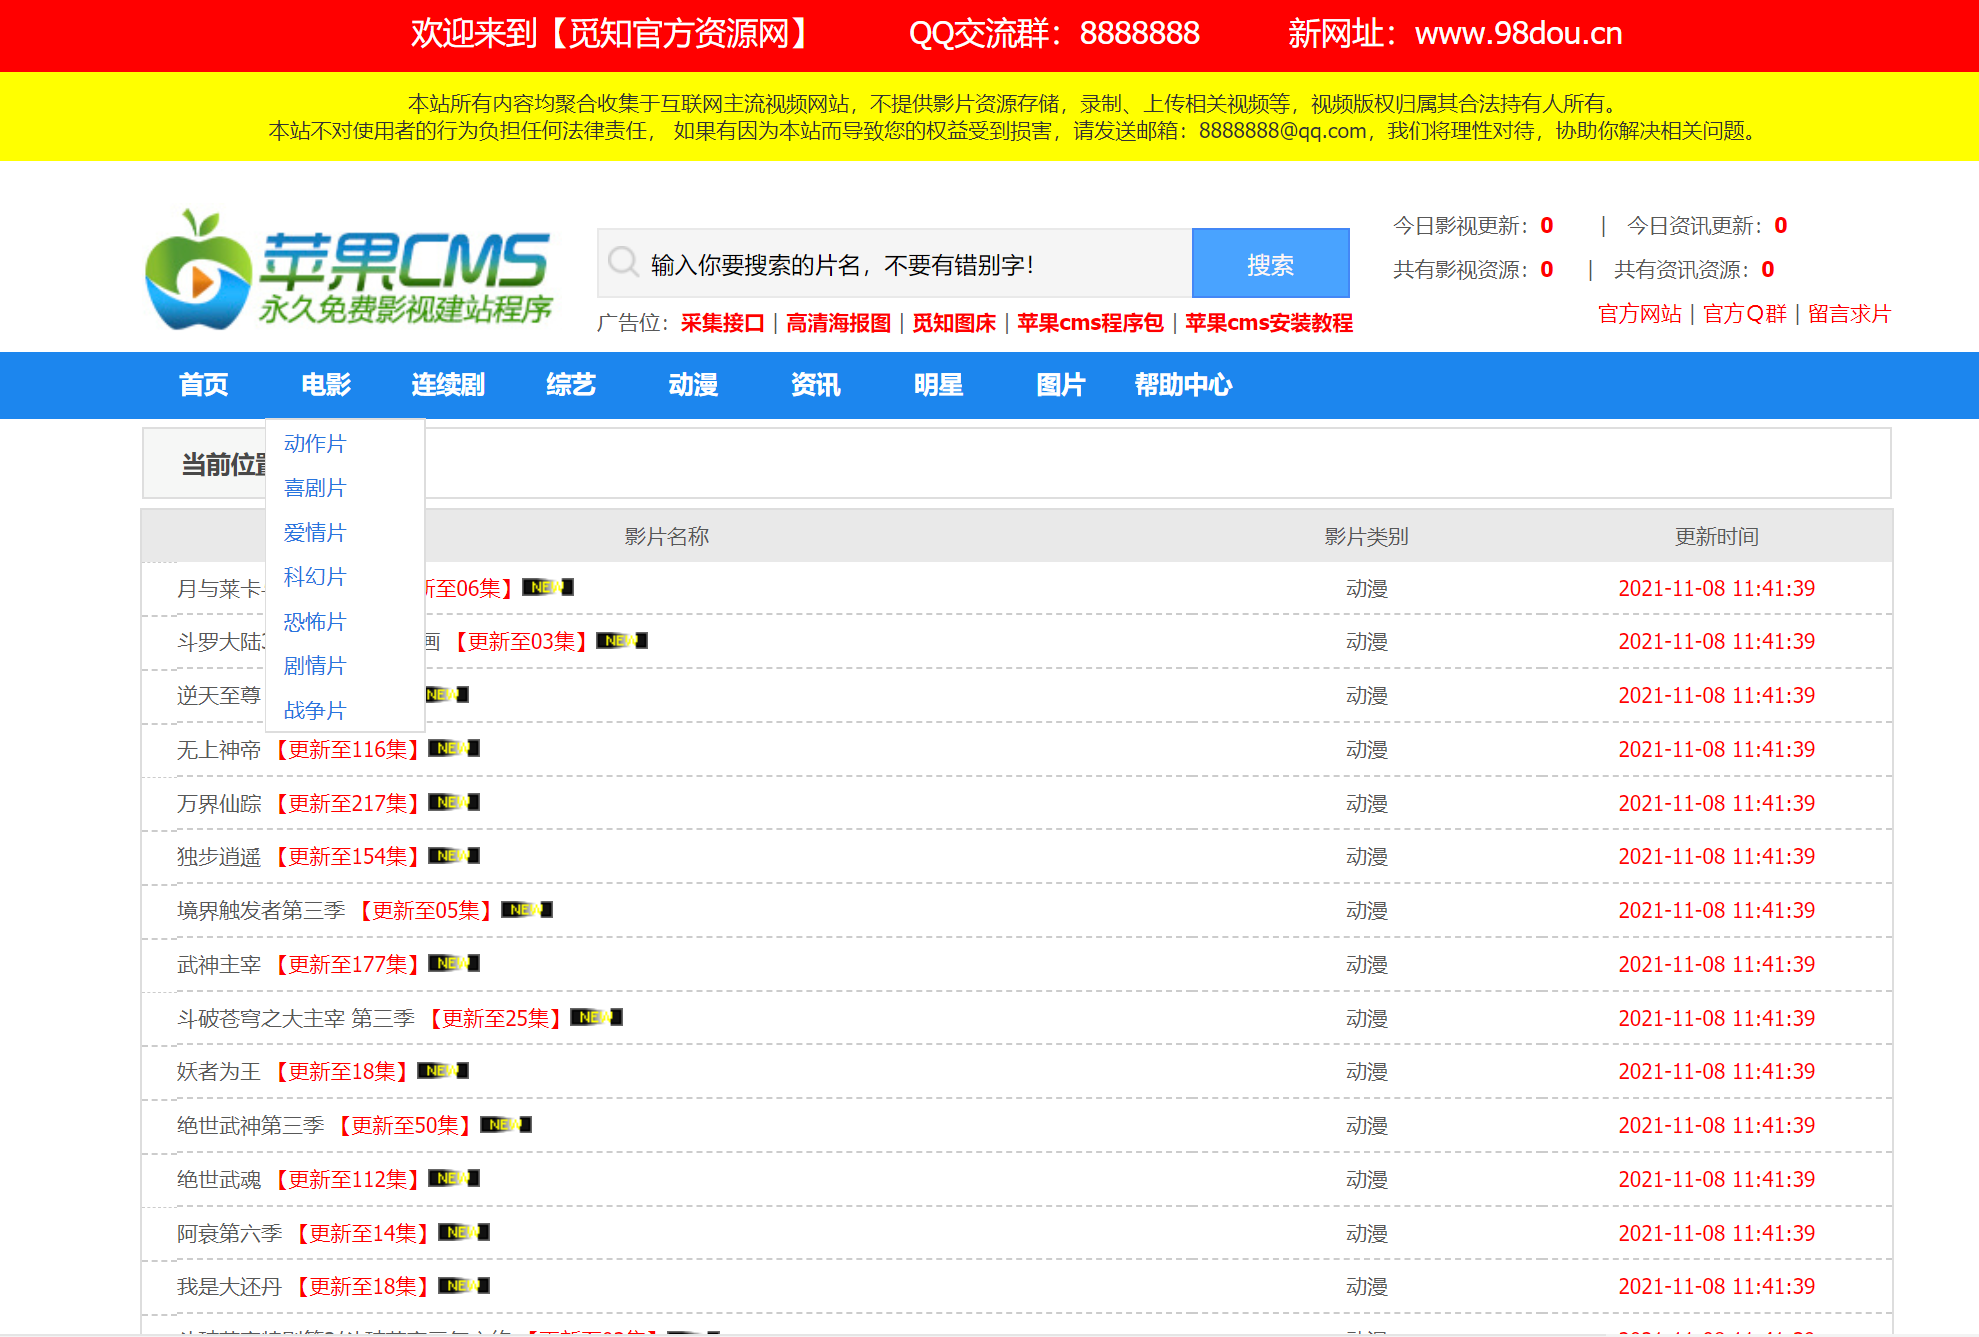 欢迎来到【觅知官方资源网】 QQ交流群：8888888 新网址：www.98dou.cn
本站所有内容均聚合收集于互联网主流视频网站，不提供影片资源存储，录制、上传相关视频等，视频版权归属其合法持有人所有。
本站不对使用者的行为负担任何法律责任， 如果有因为本站而导致您的权益受到损害，请发送邮箱：8888888@qq.com，我们将理性对待，协助你解决相关问题。
苹果CMS
永久免费影视建站程序
输入你要搜索的片名，不要有错别字！ 搜索
广告位：采集接口 | 高清海报图 | 觅知图床 | 苹果cms程序包 | 苹果cms安装教程
今日影视更新：0 | 今日资讯更新：0
共有影视资源：0 | 共有资讯资源：0
官方网站 | 官方Q群 | 留言求片
首页 电影 连续剧 综艺 动漫 资讯 明星 图片 帮助中心
动作片
喜剧片
爱情片
科幻片
恐怖片
剧情片
战争片
当前位置
影片名称 影片类别 更新时间
月与莱卡 新至06集】 NEW 动漫 2021-11-08 11:41:39
斗罗大陆 画 【更新至03集】 NEW 动漫 2021-11-08 11:41:39
逆天至尊 NEW 动漫 2021-11-08 11:41:39
无上神帝 【更新至116集】 NEW 动漫 2021-11-08 11:41:39
万界仙踪 【更新至217集】 NEW 动漫 2021-11-08 11:41:39
独步逍遥 【更新至154集】 NEW 动漫 2021-11-08 11:41:39
境界触发者第三季 【更新至05集】 NEW 动漫 2021-11-08 11:41:39
武神主宰 【更新至177集】 NEW 动漫 2021-11-08 11:41:39
斗破苍穹之大主宰 第三季 【更新至25集】 NEW 动漫 2021-11-08 11:41:39
妖者为王 【更新至18集】 NEW 动漫 2021-11-08 11:41:39
绝世武神第三季 【更新至50集】 NEW 动漫 2021-11-08 11:41:39
绝世武魂 【更新至112集】 NEW 动漫 2021-11-08 11:41:39
阿衰第六季 【更新至14集】 NEW 动漫 2021-11-08 11:41:39
我是大还丹 【更新至18集】 NEW 动漫 2021-11-08 11:41:39